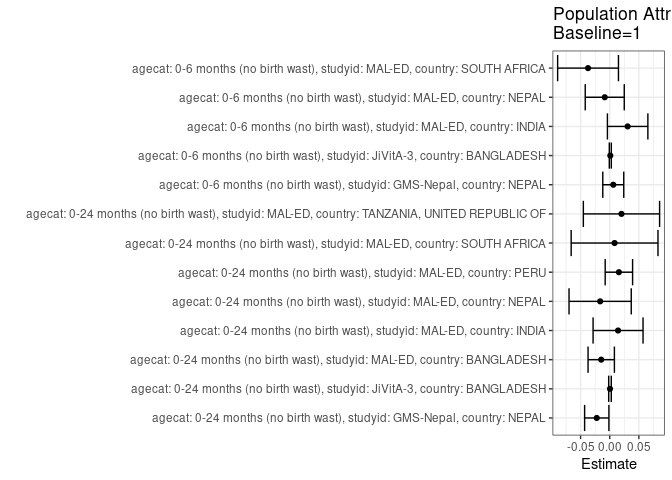 Population Attr
Baseline=1
agecat: 0-6 months (no birth wast), studyid: MAL-ED, country: SOUTH AFRICA
agecat: 0-6 months (no birth wast), studyid: MAL-ED, country: NEPAL
agecat: 0-6 months (no birth wast), studyid: MAL-ED, country: INDIA
agecat: 0-6 months (no birth wast), studyid: JiVitA-3, country: BANGLADESH
agecat: 0-6 months (no birth wast), studyid: GMS-Nepal, country: NEPAL
agecat: 0-24 months (no birth wast), studyid: MAL-ED, country: TANZANIA, UNITED REPUBLIC OF
agecat: 0-24 months (no birth wast), studyid: MAL-ED, country: SOUTH AFRICA
agecat: 0-24 months (no birth wast), studyid: MAL-ED, country: PERU
agecat: 0-24 months (no birth wast), studyid: MAL-ED, country: NEPAL
agecat: 0-24 months (no birth wast), studyid: MAL-ED, country: INDIA
agecat: 0-24 months (no birth wast), studyid: MAL-ED, country: BANGLADESH
agecat: 0-24 months (no birth wast), studyid: JiVitA-3, country: BANGLADESH
agecat: 0-24 months (no birth wast), studyid: GMS-Nepal, country: NEPAL
-0.05 0.00 0.05
Estimate